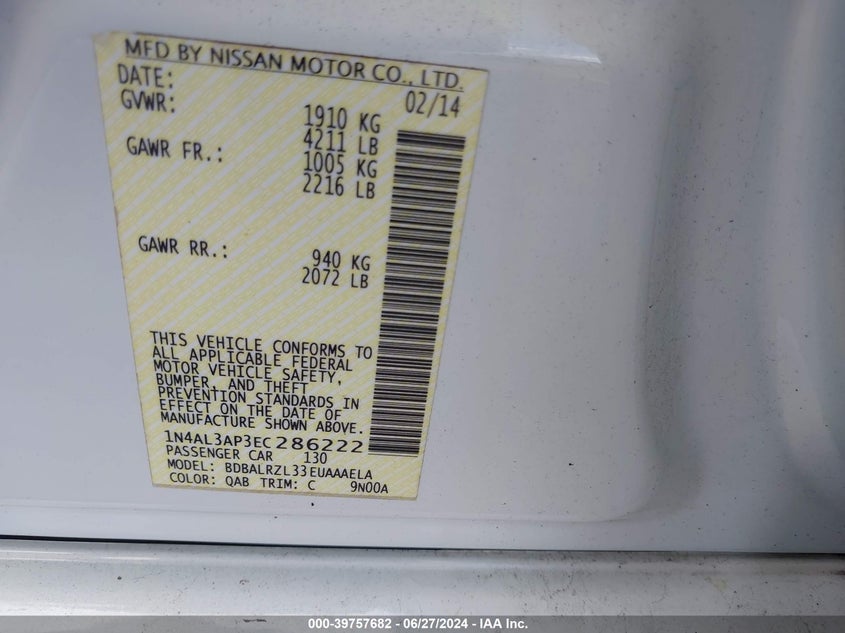 MFD BY NISSAN MOTOR CO., LTD.
DATE: 02/14
GVWR: 1910 KG
4211 LB
GAWR FR.: 1005 KG
2216 LB
GAWR RR.: 940 KG
2072 LB
THIS VEHICLE CONFORMS TO
ALL APPLICABLE FEDERAL
MOTOR VEHICLE SAFETY,
BUMPER, AND THEFT
PREVENTION STANDARDS IN
EFFECT ON THE DATE OF
MANUFACTURE SHOWN ABOVE.
1N4AL3AP3EC286222
PASSENGER CAR 130
MODEL: BDBALRZL33EUAAAELA
COLOR: QAB TRIM: C 9N00A
000-39757682 / 06/27/2024 - IAA Inc.